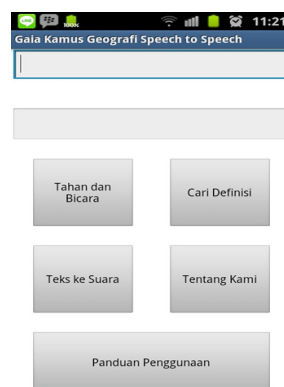 11:21
Gaia Kamus Geografi Speech to Speech
Tahan dan
Bicara
Cari Definisi
Teks ke Suara
Tentang Kami
Panduan Penggunaan